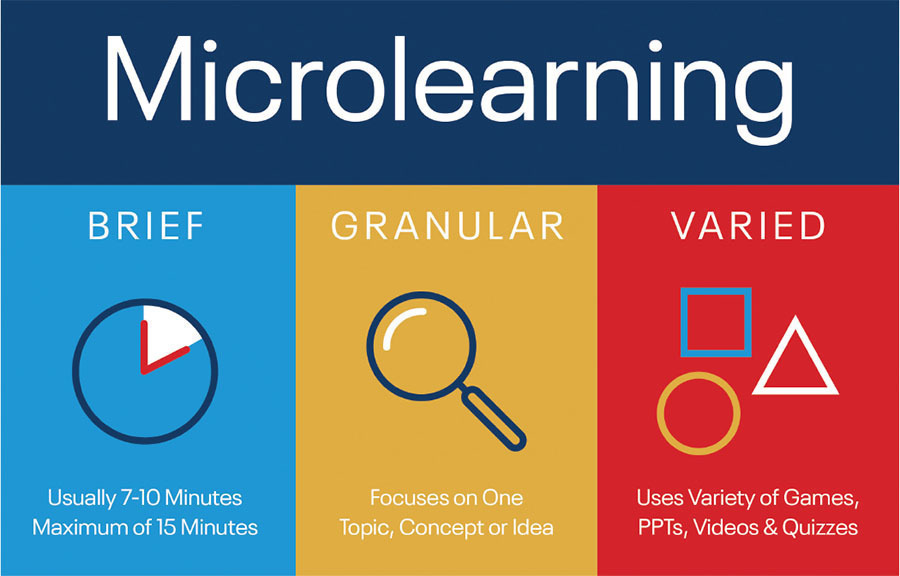 Microlearning
BRIEF
Usually 7-10 Minutes
Maximum of 15 Minutes
GRANULAR
Focuses on One
Topic, Concept or Idea
VARIED
Uses Variety of Games,
PPTs, Videos & Quizzes